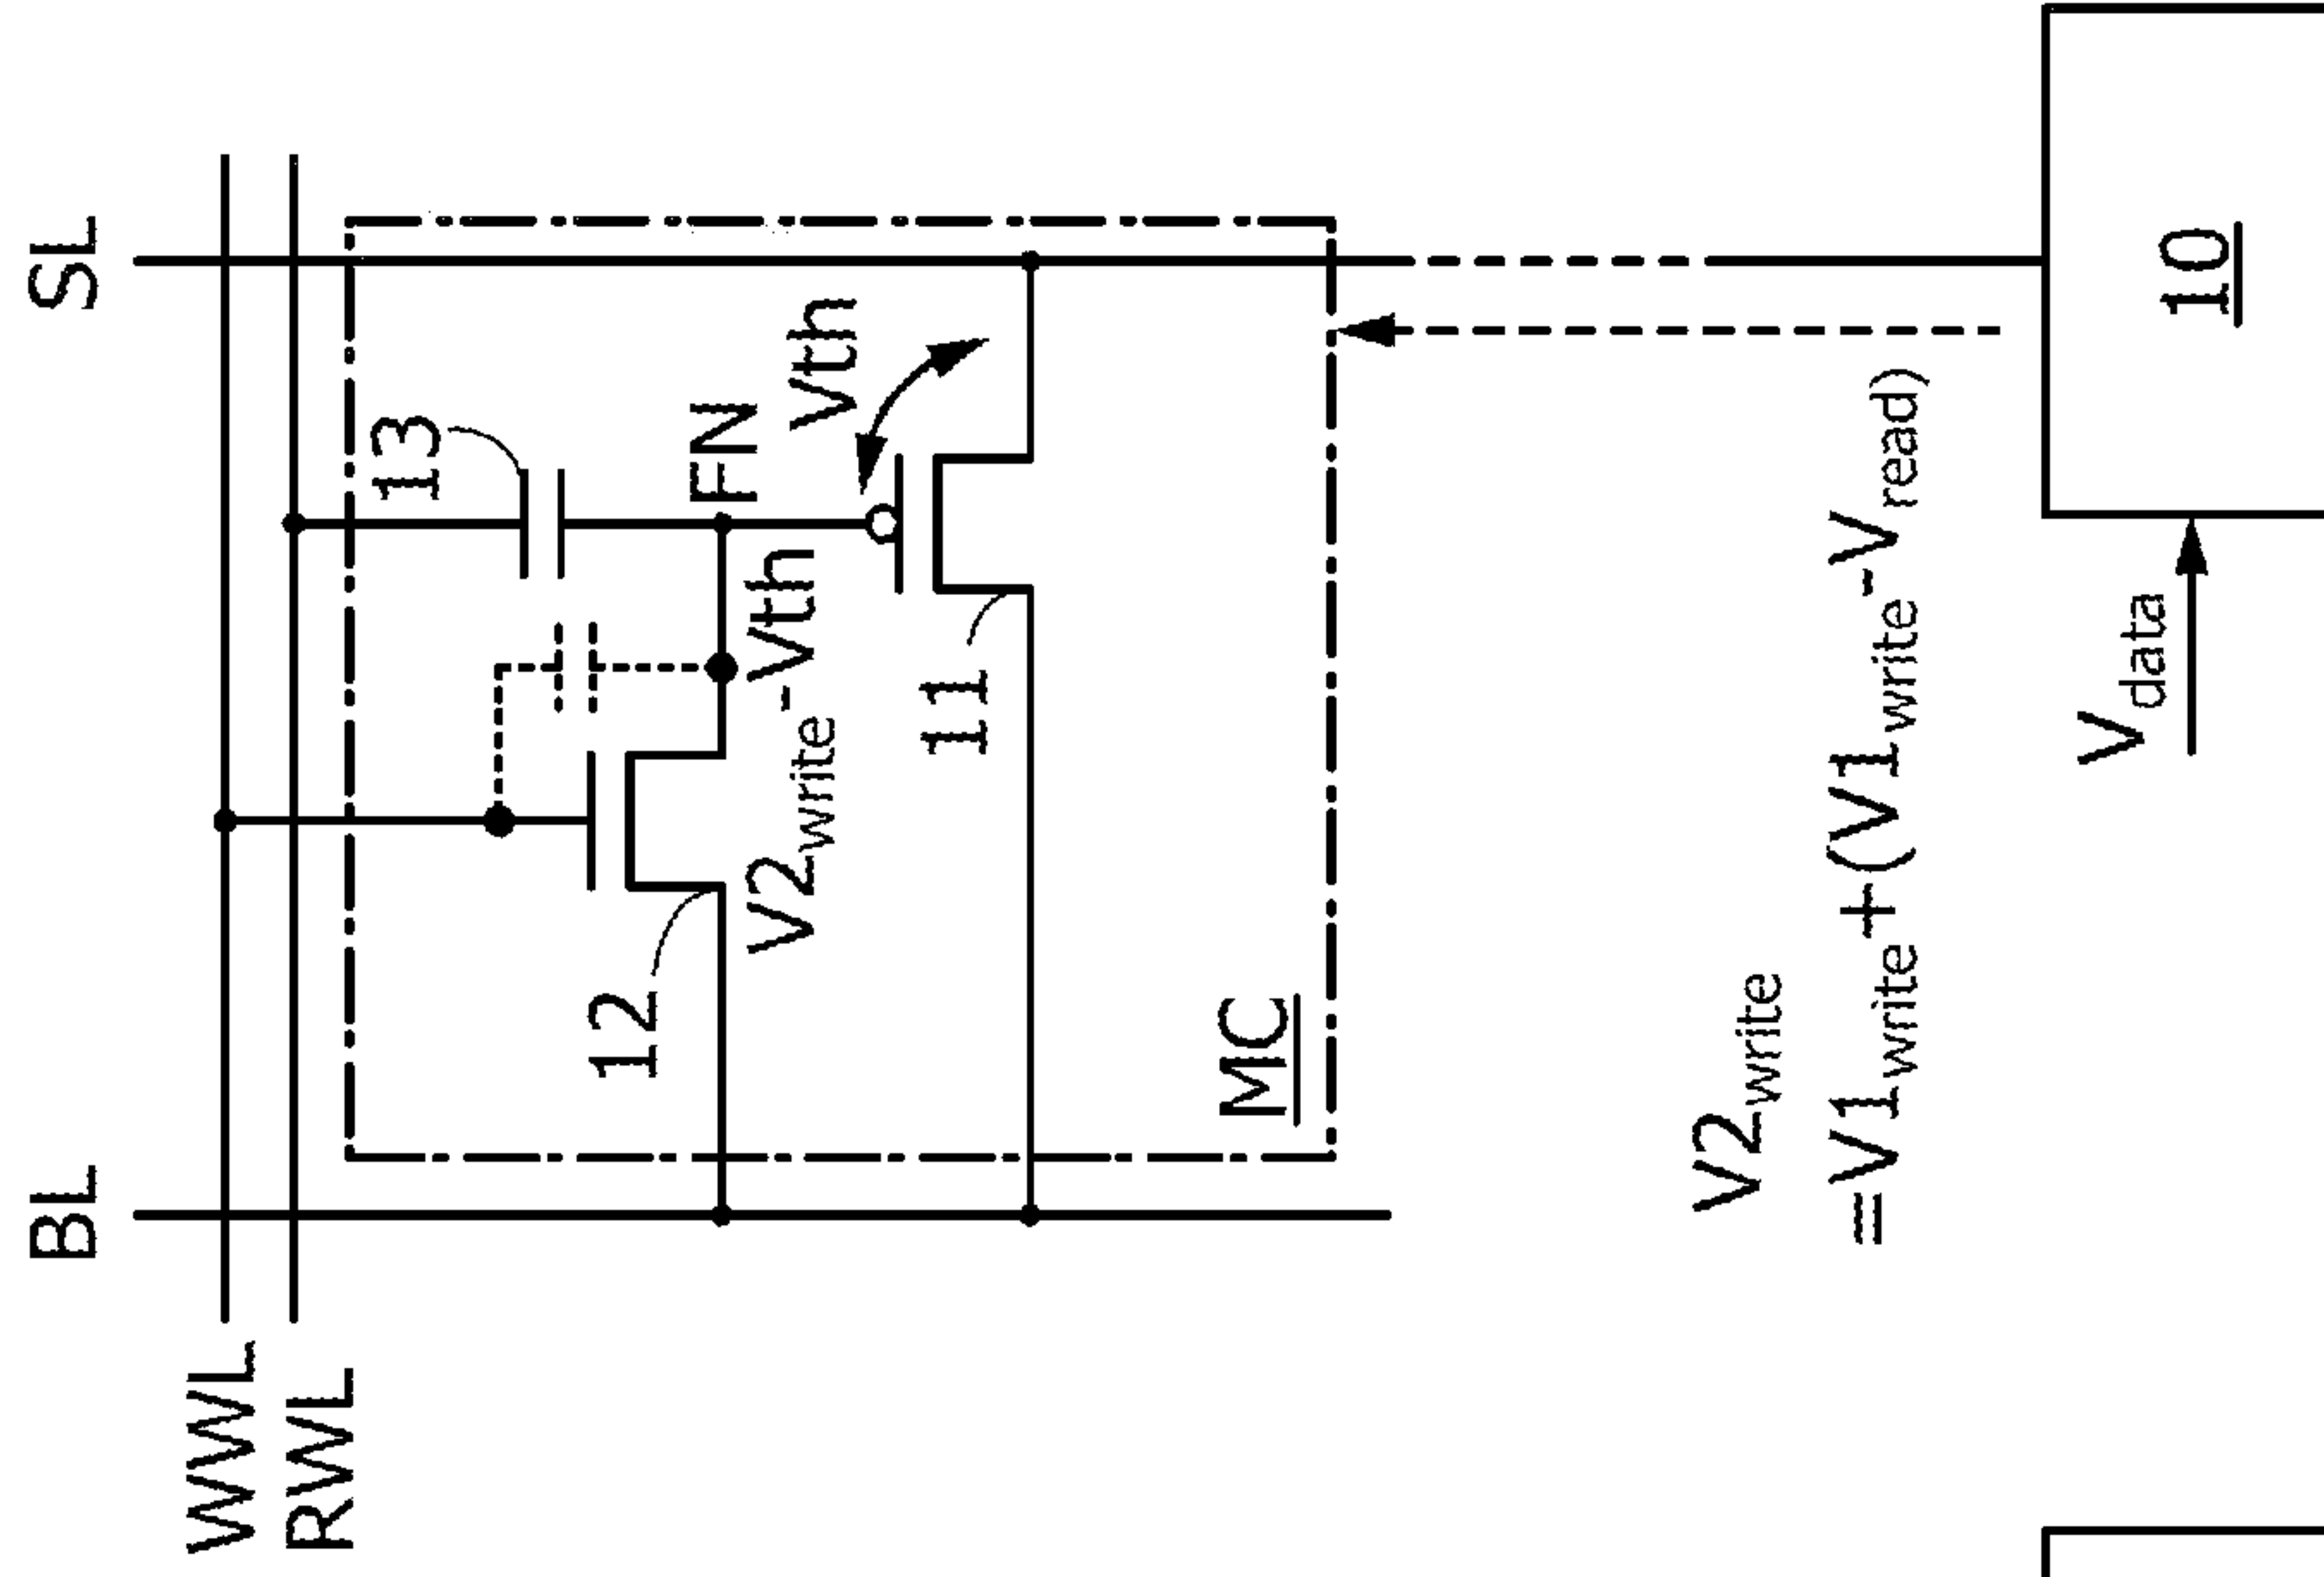 BL
SL
WWL
RWL
13
12
FN
Vth
V2write-Vth
11
MC
V2write
=V1write+(V1write-Vread)
Vdata
10